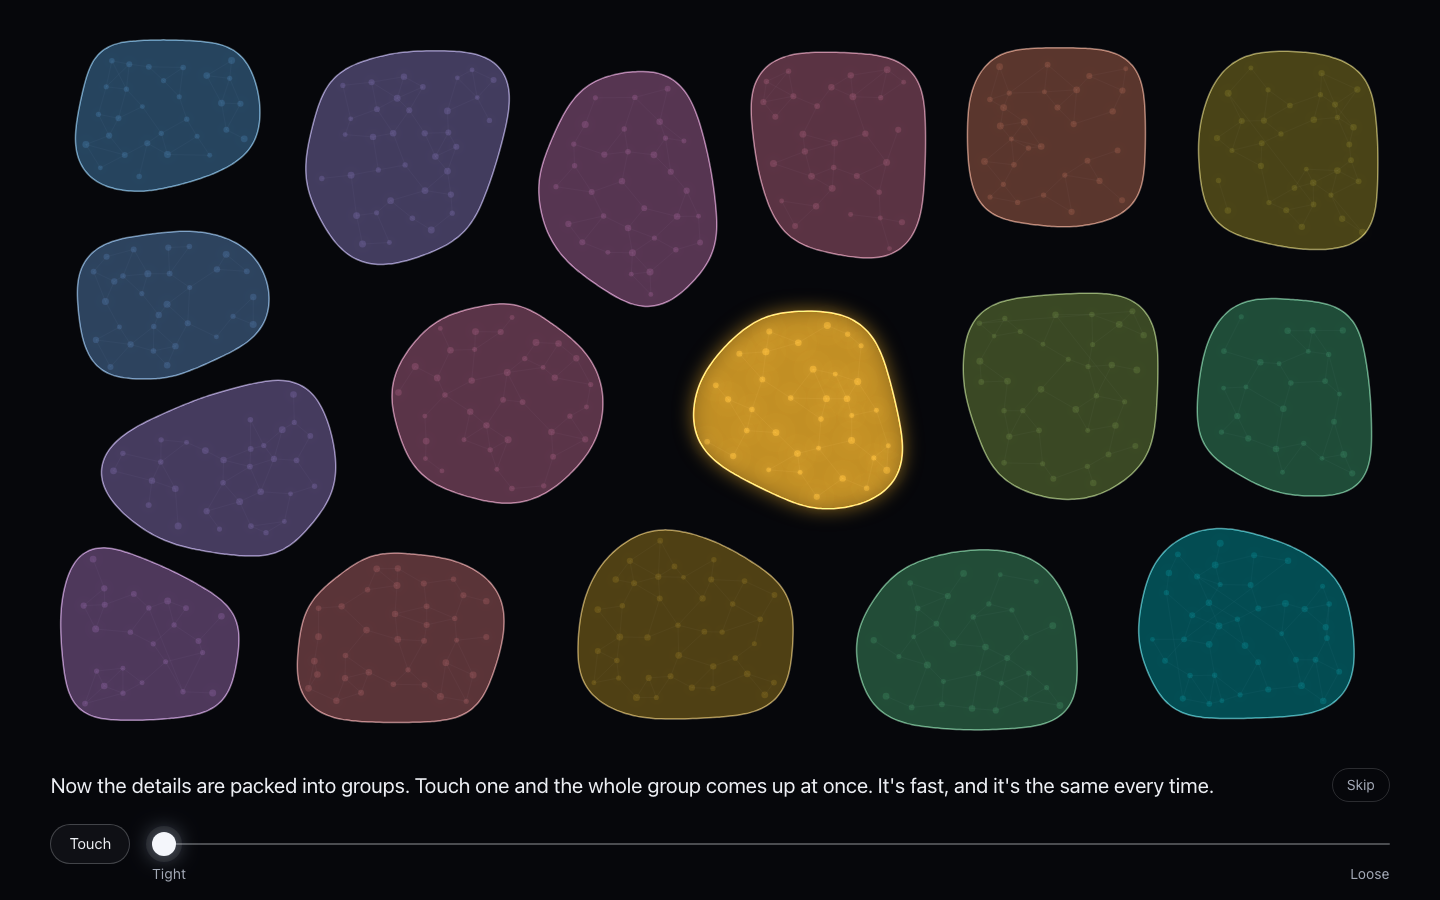 Now the details are packed into groups. Touch one and the whole group comes up at once. It's fast, and it's the same every time.
Skip
Touch
Tight
Loose